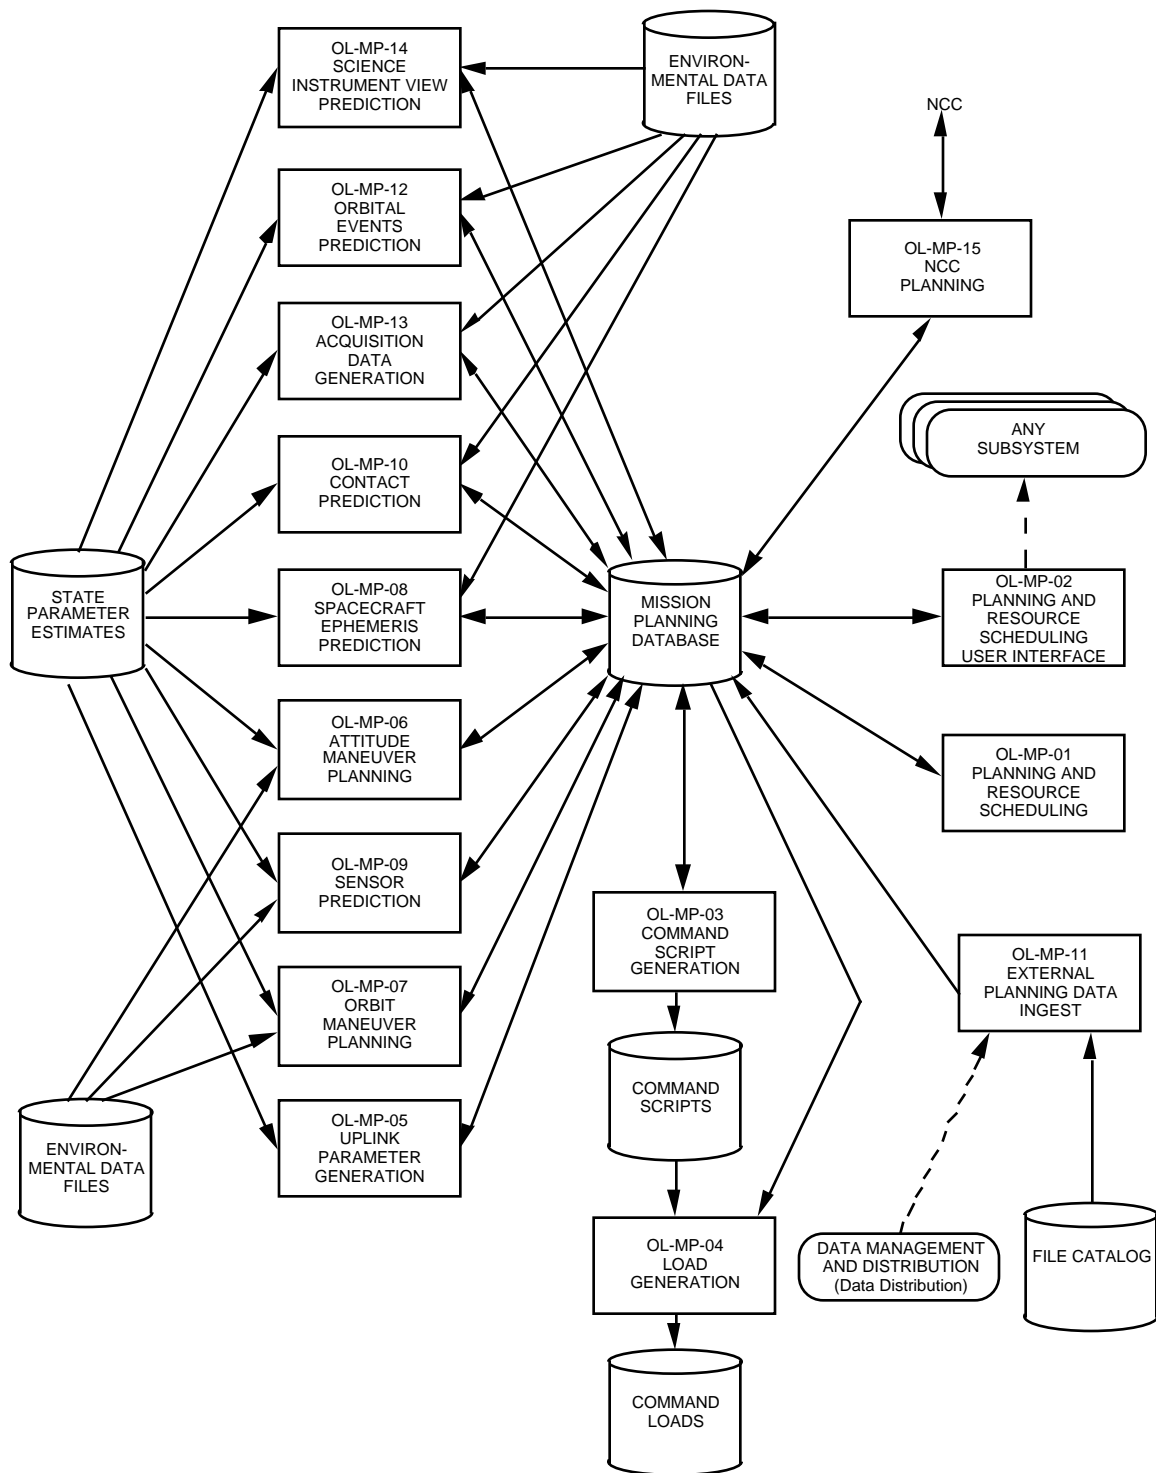 OL-MP-14
SCIENCE
INSTRUMENT VIEW
PREDICTION
ENVIRON-
MENTAL DATA
FILES
NCC
OL-MP-12
ORBITAL
EVENTS
PREDICTION
OL-MP-15
NCC
PLANNING
OL-MP-13
ACQUISITION
DATA
GENERATION
ANY
SUBSYSTEM
OL-MP-10
CONTACT
PREDICTION
STATE
PARAMETER
ESTIMATES
OL-MP-08
SPACECRAFT
EPHEMERIS
PREDICTION
MISSION
PLANNING
DATABASE
OL-MP-02
PLANNING AND
RESOURCE
SCHEDULING
USER INTERFACE
OL-MP-06
ATTITUDE
MANEUVER
PLANNING
OL-MP-01
PLANNING AND
RESOURCE
SCHEDULING
OL-MP-09
SENSOR
PREDICTION
OL-MP-03
COMMAND
SCRIPT
GENERATION
OL-MP-11
EXTERNAL
PLANNING DATA
INGEST
OL-MP-07
ORBIT
MANEUVER
PLANNING
COMMAND
SCRIPTS
ENVIRON-
MENTAL DATA
FILES
OL-MP-05
UPLINK
PARAMETER
GENERATION
OL-MP-04
LOAD
GENERATION
DATA MANAGEMENT
AND DISTRIBUTION
(Data Distribution)
FILE CATALOG
COMMAND
LOADS